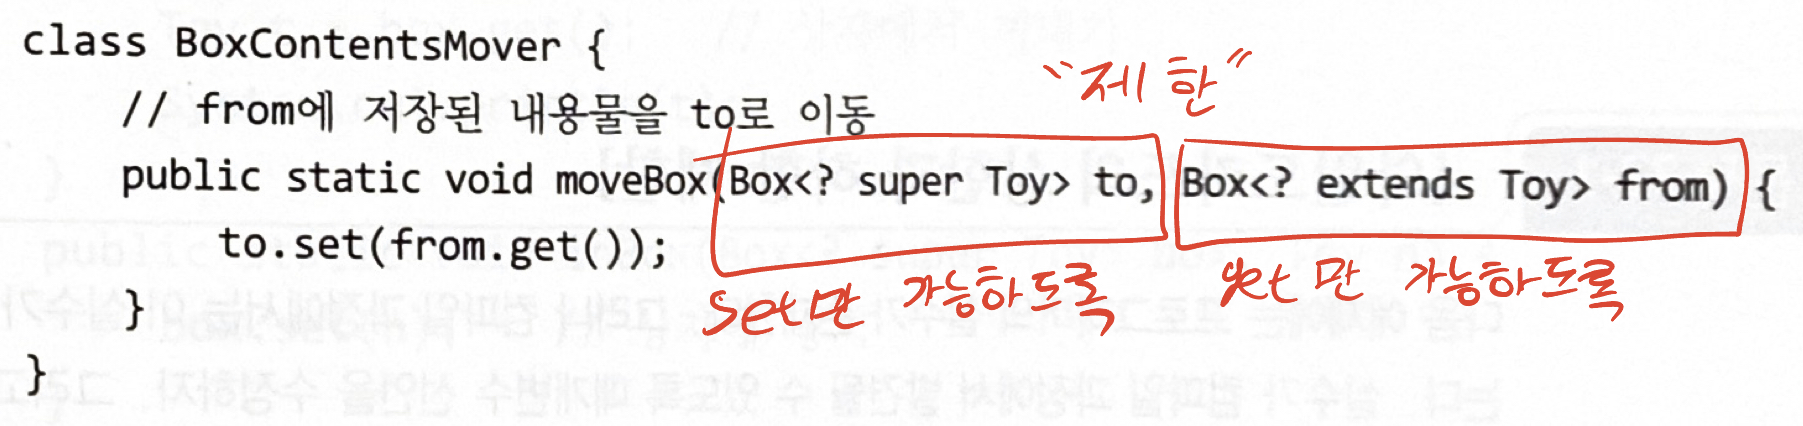 class BoxContentsMover {
"제한"
// from에 저장된 내용물을 to로 이동
public static void moveBox(Box<? super Toy> to, Box<? extends Toy> from) {
to.set(from.get());
set만 가능하도록 get만 가능하도록
}
}